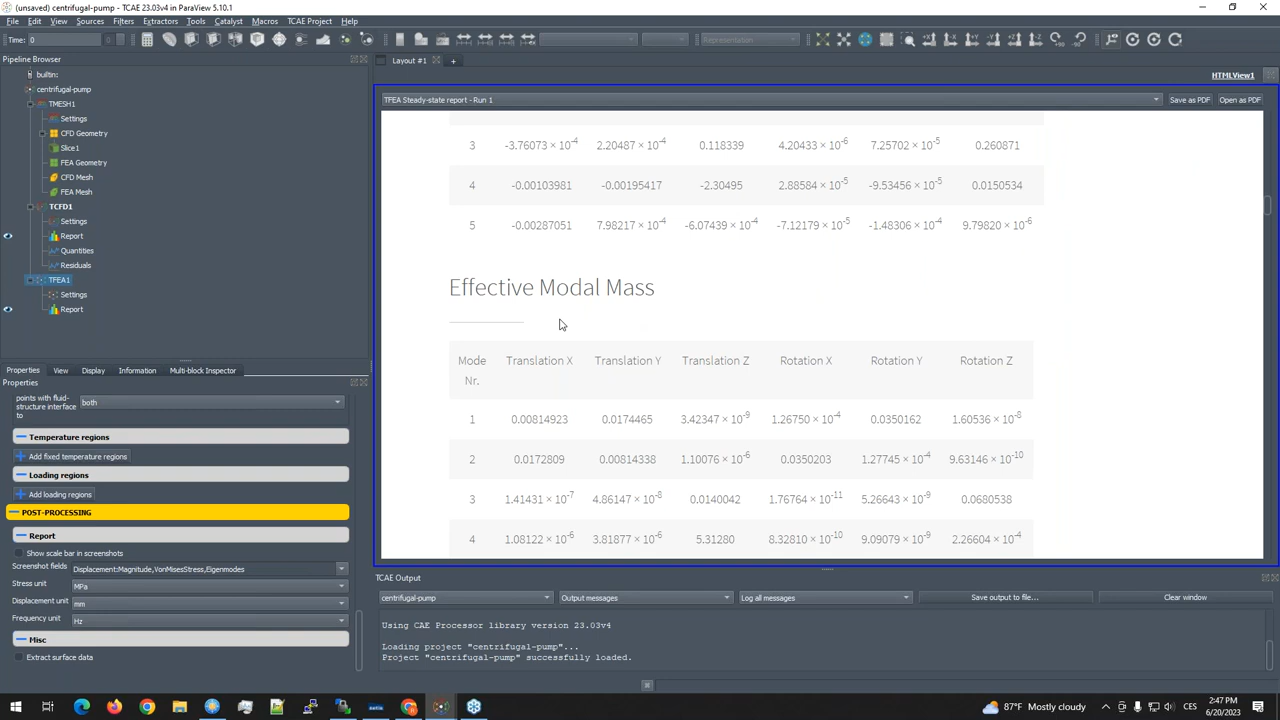 (unsaved) centrifugal-pump - TCAE 23.03v4 in ParaView 5.10.1
File Edit View Sources Filters Extractors Tools Catalyst Macros TCAE Project Help
Time: 0
Representation
Pipeline Browser
Layout #1
builtin:
HTMLView1
centrifugal-pump
TFEA Steady-state report - Run 1
Save as PDF
Open as PDF
TMESH1
Settings
CFD Geometry
Slice1
FEA Geometry
CFD Mesh
FEA Mesh
TCFD1
Settings
Report
Quantities
Residuals
TFEA1
Settings
Report
3 -3.76073 × 10⁻⁴ 2.20487 × 10⁻⁴ 0.118339 4.20433 × 10⁻⁶ 7.25702 × 10⁻⁵ 0.260871
4 -0.00103981 -0.00195417 -2.30495 2.88584 × 10⁻⁵ -9.53456 × 10⁻⁵ 0.0150534
5 -0.00287051 7.98217 × 10⁻⁴ -6.07439 × 10⁻⁴ -7.12179 × 10⁻⁵ -1.48306 × 10⁻⁴ 9.79820 × 10⁻⁶
Effective Modal Mass
Mode Nr. Translation X Translation Y Translation Z Rotation X Rotation Y Rotation Z
1 0.00814923 0.0174465 3.42347 × 10⁻⁹ 1.26750 × 10⁻⁴ 0.0350162 1.60536 × 10⁻⁸
2 0.0172809 0.00814338 1.10076 × 10⁻⁶ 0.0350203 1.27745 × 10⁻⁴ 9.63146 × 10⁻¹⁰
3 1.41431 × 10⁻⁷ 4.86147 × 10⁻⁸ 0.0140042 1.76764 × 10⁻¹¹ 5.26643 × 10⁻⁹ 0.0680538
4 1.08122 × 10⁻⁶ 3.81877 × 10⁻⁶ 5.31280 8.32810 × 10⁻¹⁰ 9.09079 × 10⁻⁹ 2.26604 × 10⁻⁴
Properties View Display Information Multi-block Inspector
Properties
points with fluid-
structure interface
to
both
Temperature regions
Add fixed temperature regions
Loading regions
Add loading regions
POST-PROCESSING
Report
Show scale bar in screenshots
Screenshot fields Displacement:Magnitude,VonMisesStress,Eigenmodes
Stress unit MPa
Displacement unit mm
Frequency unit Hz
Misc
Extract surface data
TCAE Output
centrifugal-pump
Output messages
Log all messages
Save output to file...
Clear window
Using CAE Processor library version 23.03v4
Loading project "centrifugal-pump"...
Project "centrifugal-pump" successfully loaded.
87°F Mostly cloudy
CES
2:47 PM
6/20/2023